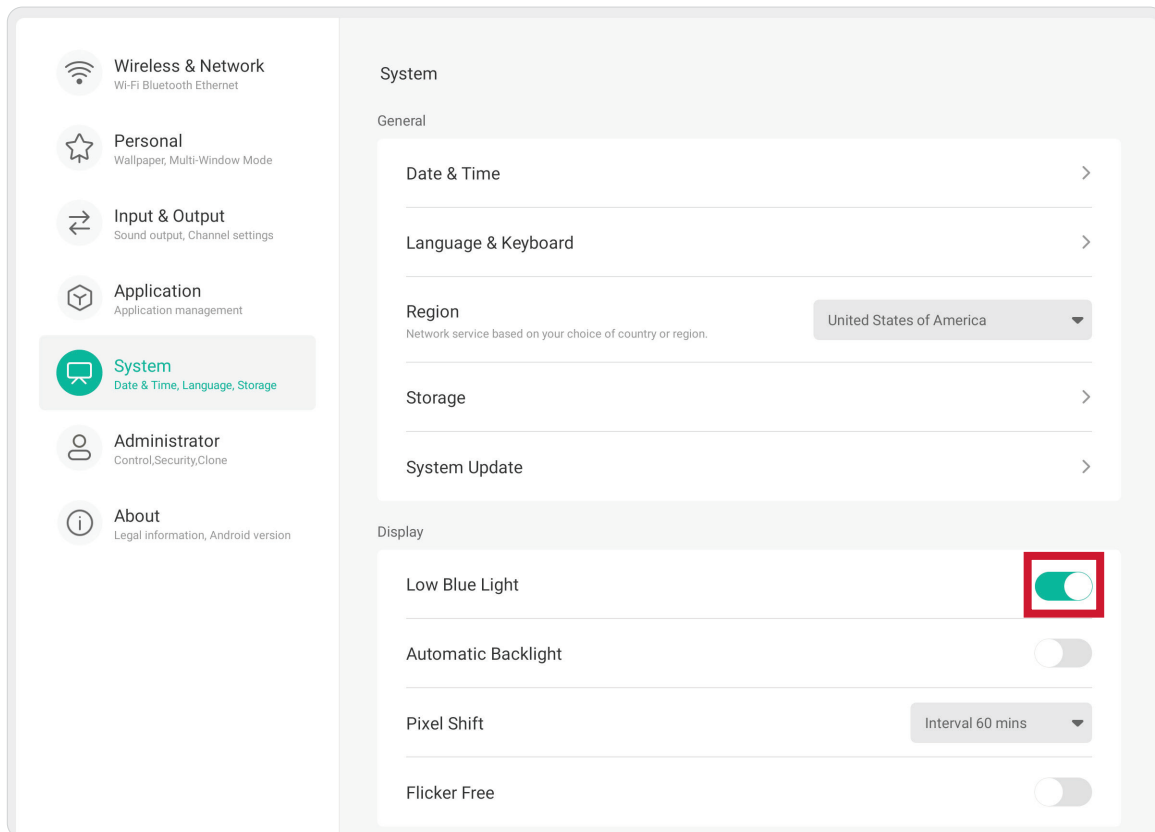 Wireless & Network
Wi-Fi Bluetooth Ethernet
Personal
Wallpaper, Multi-Window Mode
Input & Output
Sound output, Channel settings
Application
Application management
System
Date & Time, Language, Storage
Administrator
Control,Security,Clone
About
Legal information, Android version
System
General
Date & Time
Language & Keyboard
Region
Network service based on your choice of country or region.
United States of America
Storage
System Update
Display
Low Blue Light
Automatic Backlight
Pixel Shift
Interval 60 mins
Flicker Free